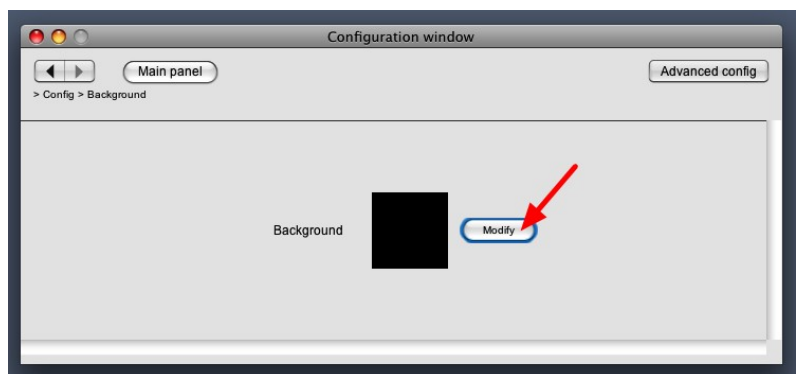 Configuration window
Main panel
Advanced config
> Config > Background
Background
Modify